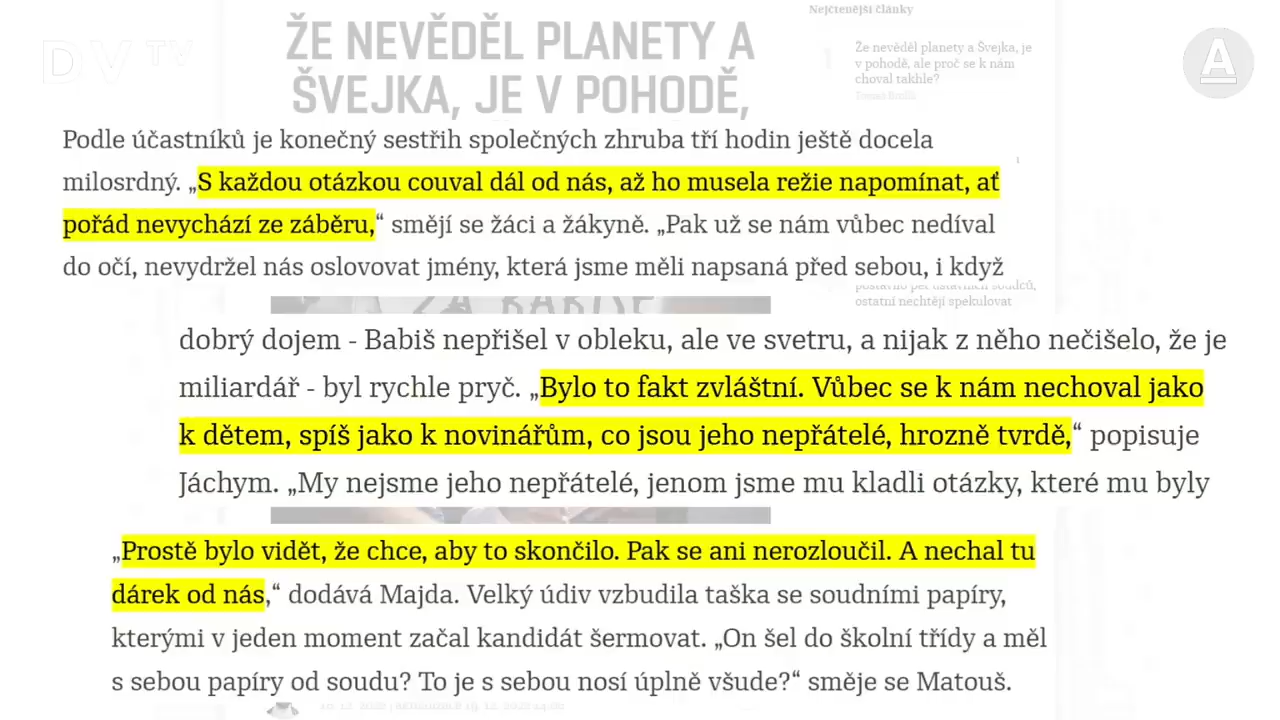 Nejčtenější články
DV TV
ŽE NEVĚDĚL PLANETY A
ŠVEJKA, JE V POHODĚ,
1
Že nevěděl planety a Švejka, je
v pohodě, ale proč se k nám
choval takhle?
A
Podle účastníků je konečný sestřih společných zhruba tří hodin ještě docela
milosrdný. „S každou otázkou couval dál od nás, až ho musela režie napomínat, ať
pořád nevychází ze záběru,“ smějí se žáci a žákyně. „Pak už se nám vůbec nedíval
do očí, nevydržel nás oslovovat jmény, která jsme měli napsaná před sebou, i když
ostatní nechtějí spekulovat
ZA BABIŠE
dobrý dojem - Babiš nepřišel v obleku, ale ve svetru, a nijak z něho nečišelo, že je
miliardář - byl rychle pryč. „Bylo to fakt zvláštní. Vůbec se k nám nechoval jako
k dětem, spíš jako k novinářům, co jsou jeho nepřátelé, hrozně tvrdě,“ popisuje
Jáchym. „My nejsme jeho nepřátelé, jenom jsme mu kladli otázky, které mu byly
„Prostě bylo vidět, že chce, aby to skončilo. Pak se ani nerozloučil. A nechal tu
dárek od nás,“ dodává Majda. Velký údiv vzbudila taška se soudními papíry,
kterými v jeden moment začal kandidát šermovat. „On šel do školní třídy a měl
s sebou papíry od soudu? To je s sebou nosí úplně všude?“ směje se Matouš.